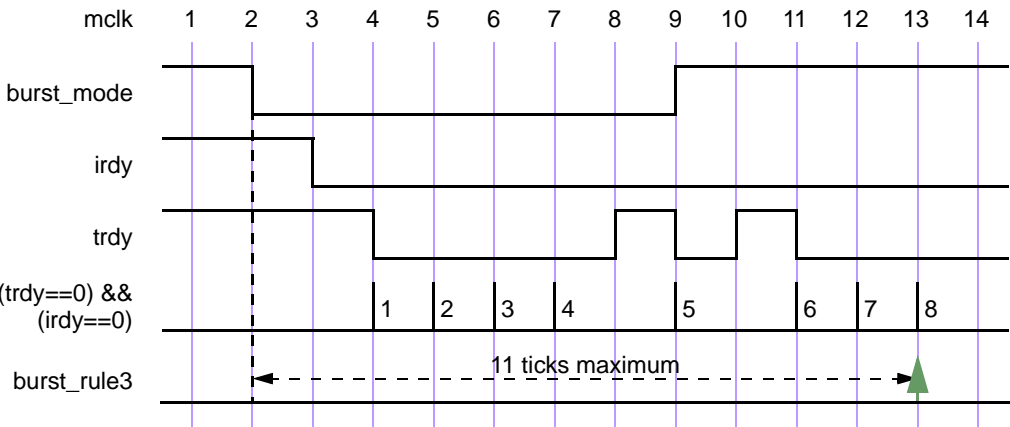 mclk 1 2 3 4 5 6 7 8 9 10 11 12 13 14
burst_mode
irdy
trdy
(trdy==0) &&
(irdy==0)
1 2 3 4 5 6 7 8
11 ticks maximum
burst_rule3